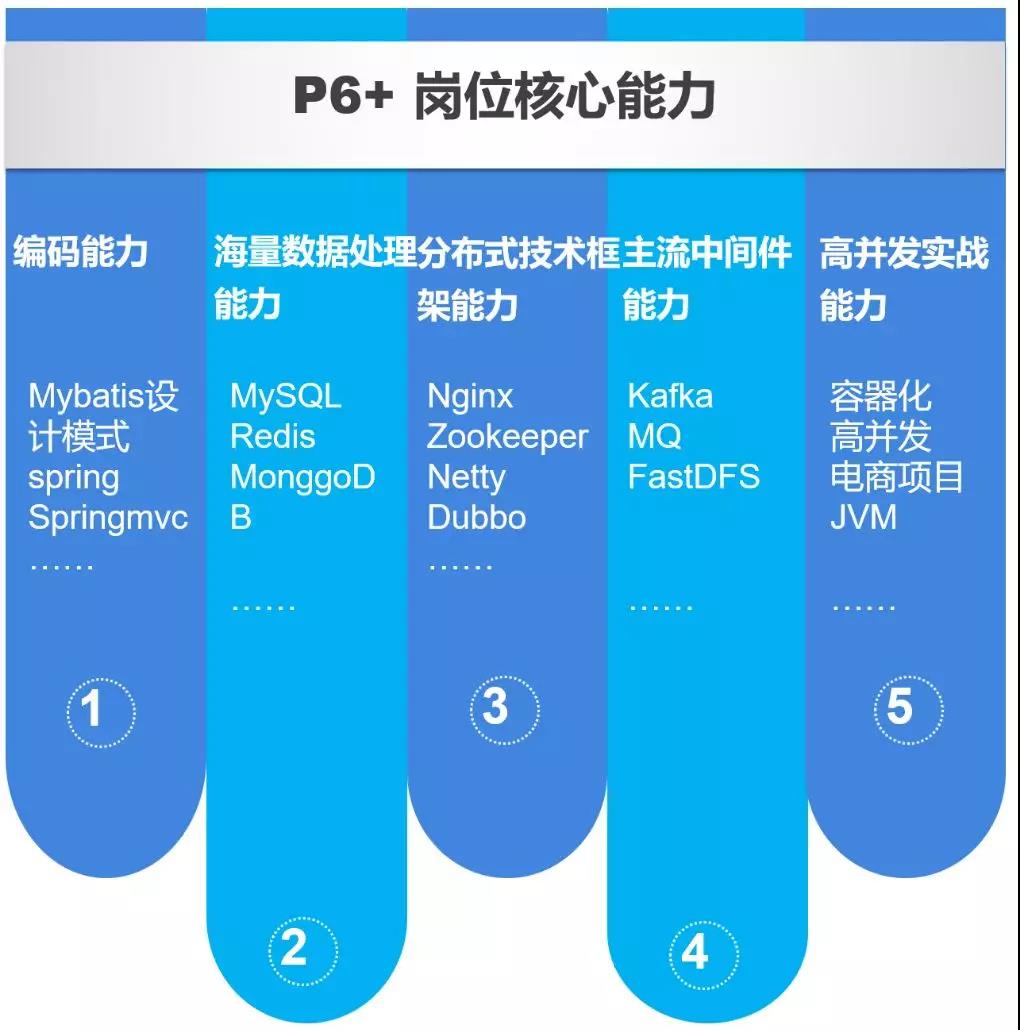 P6+ 岗位核心能力
编码能力
Mybatis设
计模式
spring
Springmvc
……
1
海量数据处理
能力
MySQL
Redis
MonggoD
B
……
2
分布式技术框
架能力
Nginx
Zookeeper
Netty
Dubbo
……
3
主流中间件
能力
Kafka
MQ
FastDFS
……
4
高并发实战
能力
容器化
高并发
电商项目
JVM
……
5